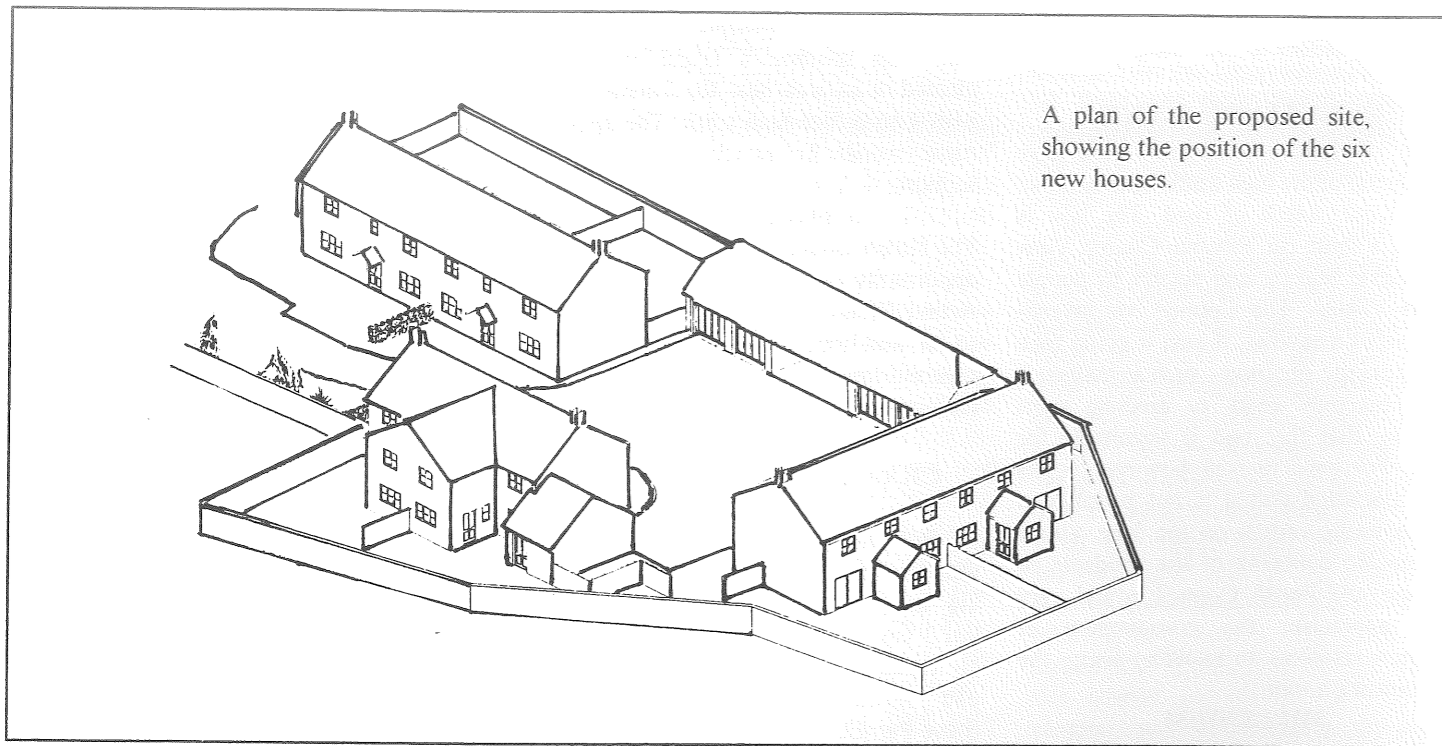 A plan of the proposed site,
showing the position of the six
new houses.